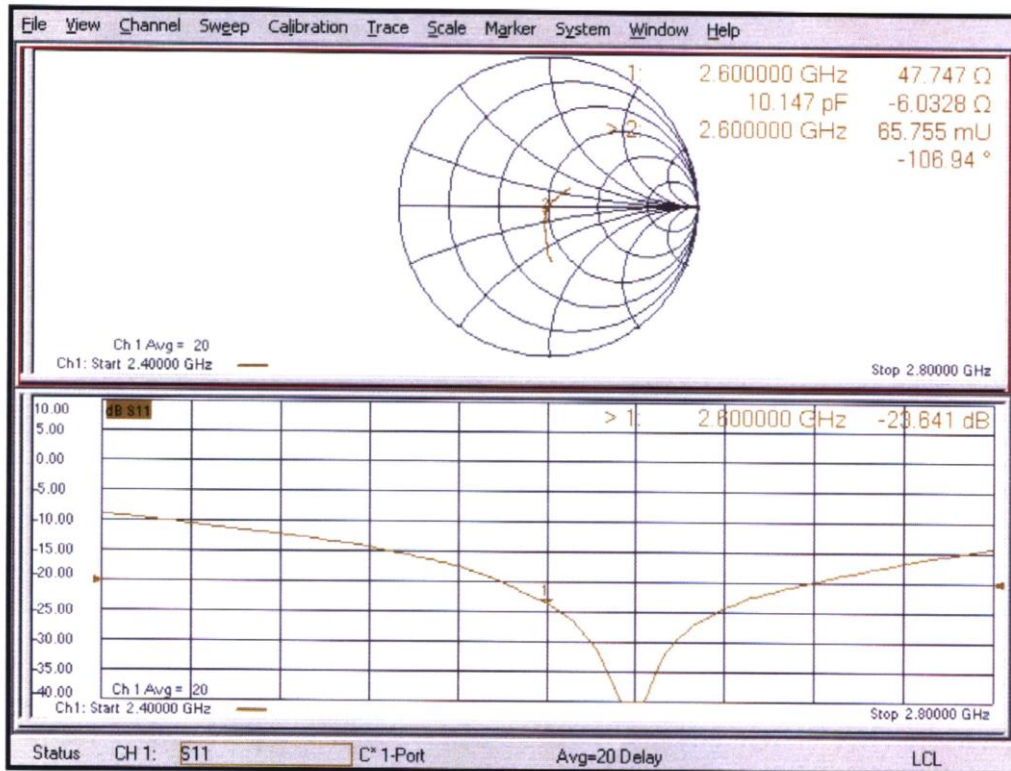 File View Channel Sweep Calibration Trace Scale Marker System Window Help
1: 2.600000 GHz 47.747 Ω
10.147 pF -6.0328 Ω
> 2: 2.600000 GHz 65.755 mU
-106.94 °
Ch 1 Avg = 20
Ch1: Start 2.40000 GHz
Stop 2.80000 GHz
10.00
dB S11
> 1: 2.600000 GHz -23.641 dB
5.00
0.00
-5.00
-10.00
-15.00
-20.00
-25.00
1
-30.00
-35.00
-40.00
Ch 1 Avg = 20
Ch1: Start 2.40000 GHz
Stop 2.80000 GHz
Status CH 1: S11 C* 1-Port Avg=20 Delay LCL